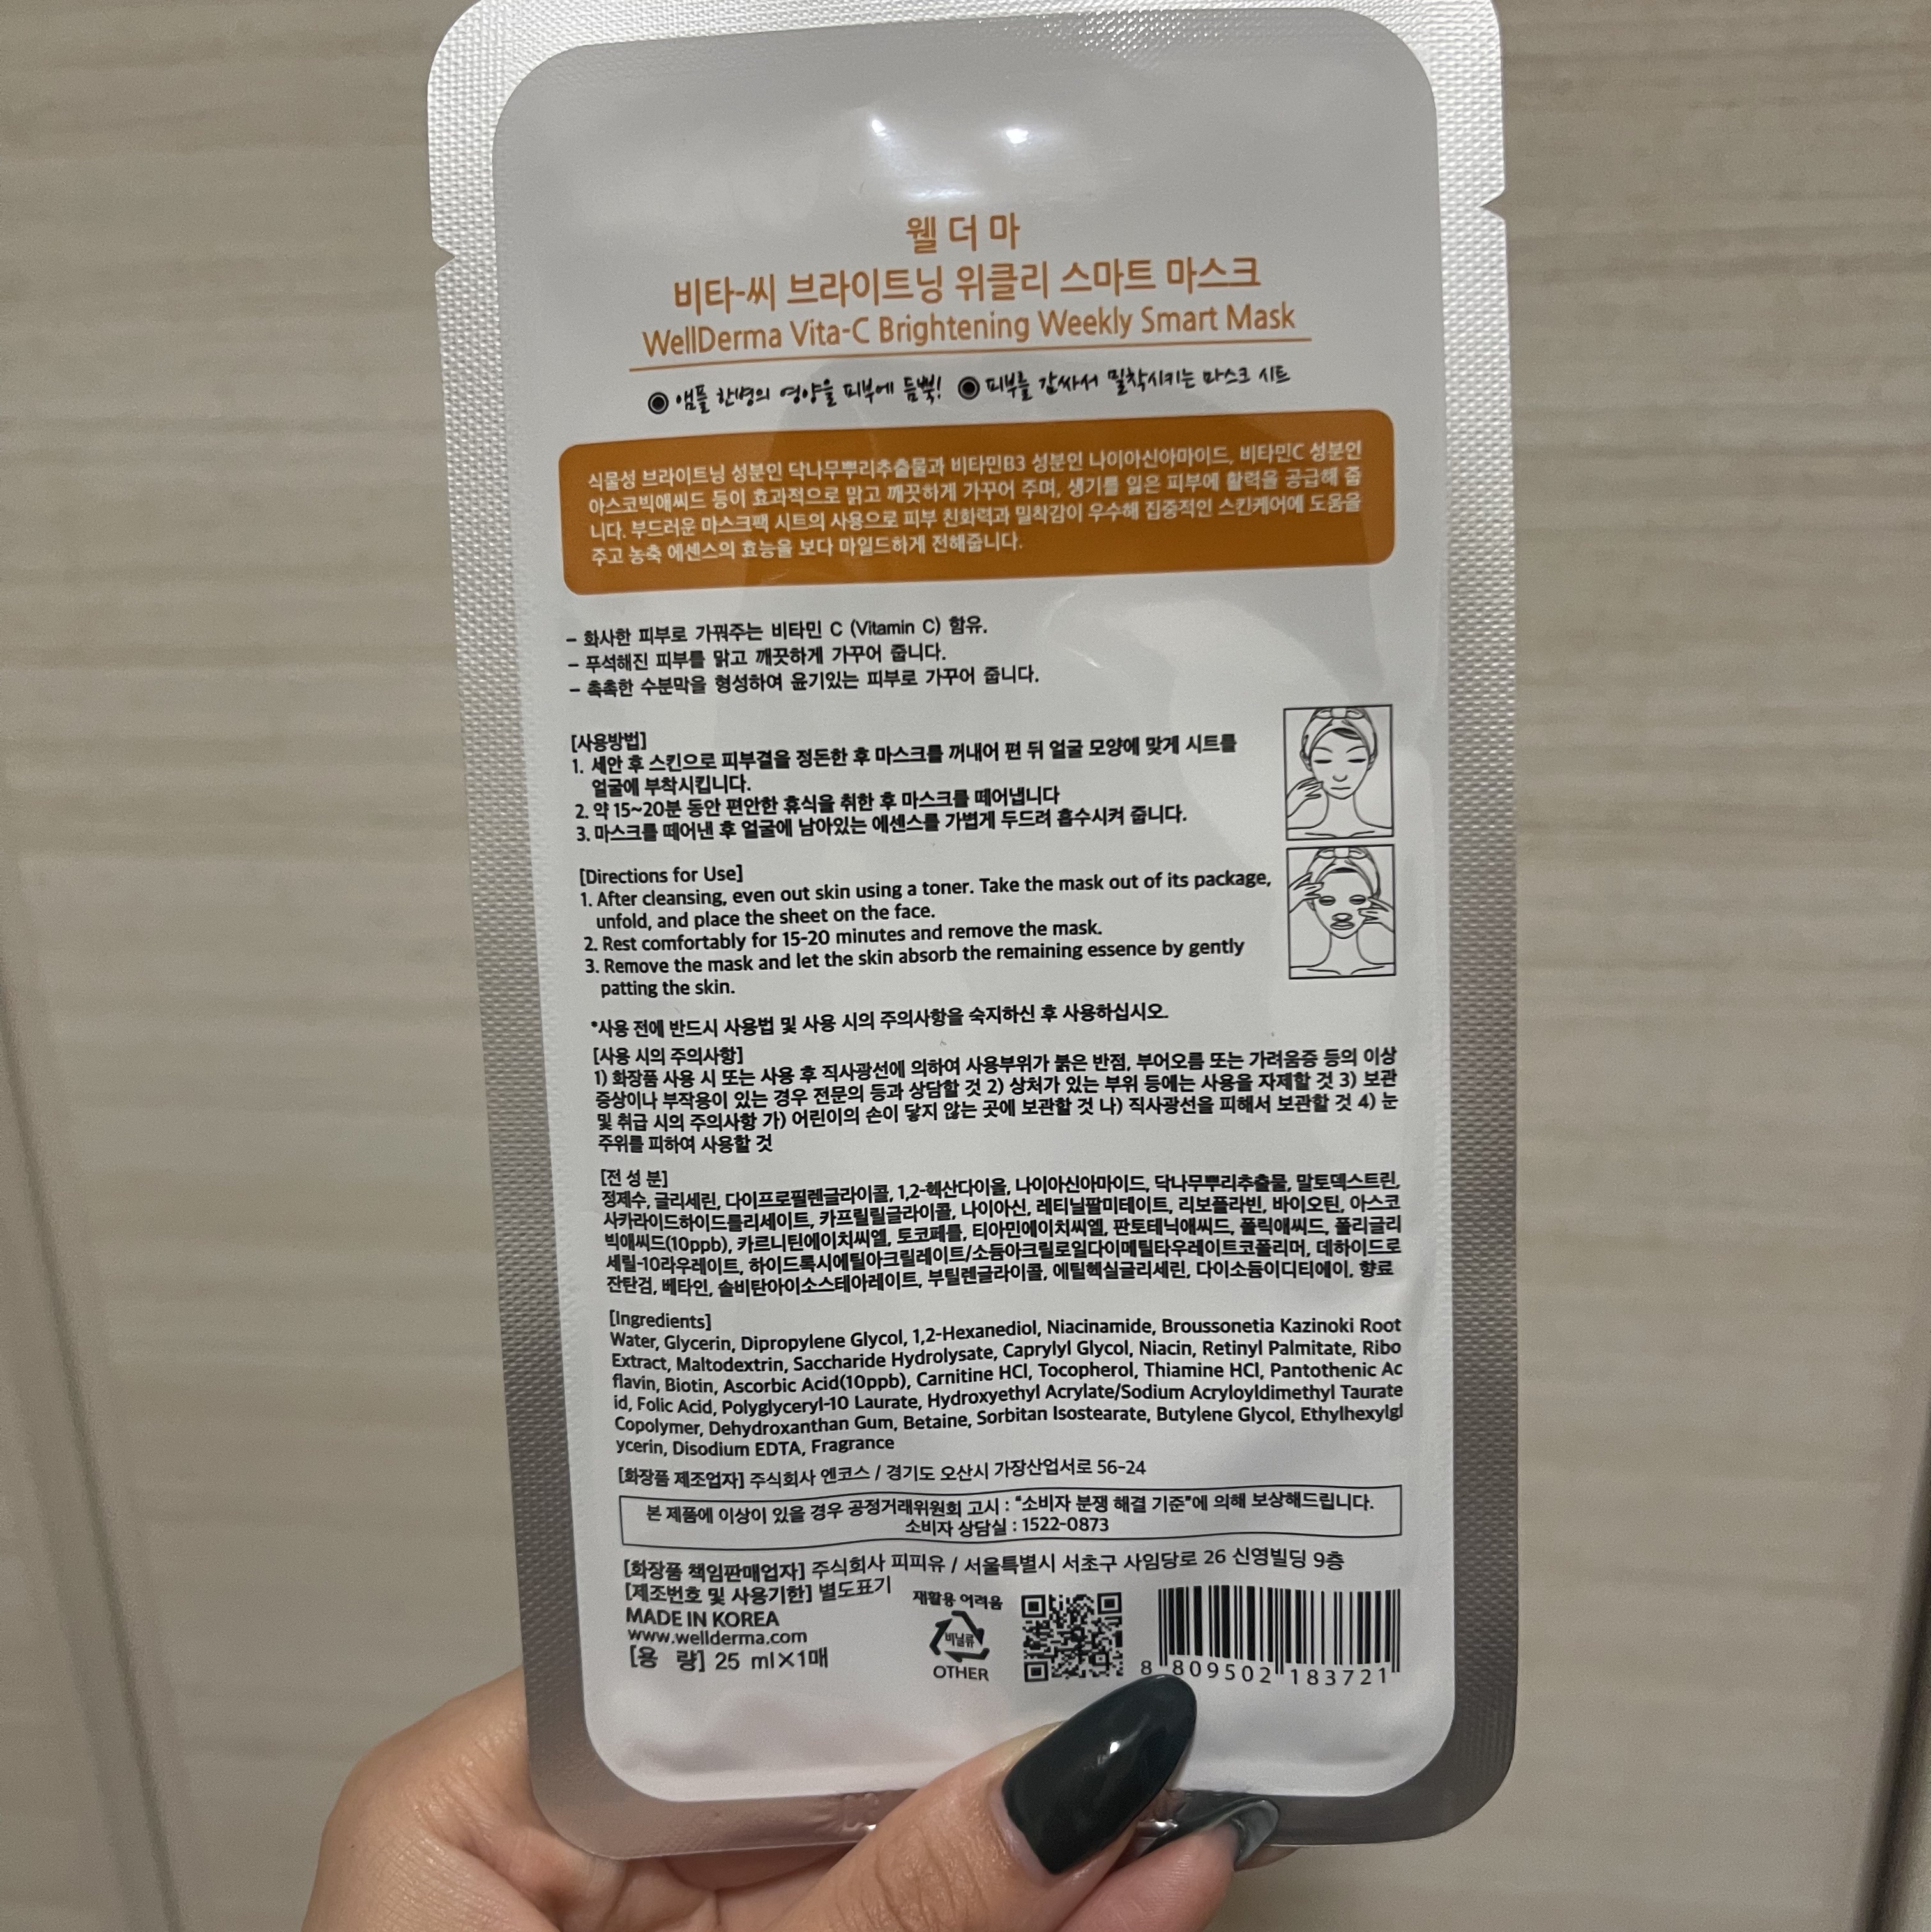 웰더마
비타-씨 브라이트닝 위클리 스마트 마스크
WellDerma Vita-C Brightening Weekly Smart Mask
앰플 한병의 영양을 피부에 듬뿍! 피부를 감싸서 밀착시키는 마스크 시트
식물성 브라이트닝 성분인 닥나무뿌리추출물과 비타민B3 성분인 나이아신아마이드, 비타민C 성분인
아스코빅애씨드 등이 효과적으로 맑고 깨끗하게 가꾸어 주며, 생기를 잃은 피부에 활력을 공급해 줍
니다. 부드러운 마스크팩 시트의 사용으로 피부 친화력과 밀착감이 우수해 집중적인 스킨케어에 도움을
주고 농축 에센스의 효능을 보다 마일드하게 전해줍니다.
- 화사한 피부로 가꿔주는 비타민 C (Vitamin C) 함유.
- 푸석해진 피부를 맑고 깨끗하게 가꾸어 줍니다.
- 촉촉한 수분막을 형성하여 윤기있는 피부로 가꾸어 줍니다.
[사용방법]
1. 세안 후 스킨으로 피부결을 정돈한 후 마스크를 꺼내어 편 뒤 얼굴 모양에 맞게 시트를
얼굴에 부착시킵니다.
2. 약 15~20분 동안 편안한 휴식을 취한 후 마스크를 떼어냅니다
3. 마스크를 떼어낸 후 얼굴에 남아있는 에센스를 가볍게 두드려 흡수시켜 줍니다.
[Directions for Use]
1. After cleansing, even out skin using a toner. Take the mask out of its package,
unfold, and place the sheet on the face.
2. Rest comfortably for 15-20 minutes and remove the mask.
3. Remove the mask and let the skin absorb the remaining essence by gently
patting the skin.
*사용 전에 반드시 사용법 및 사용 시의 주의사항을 숙지하신 후 사용하십시오.
[사용 시의 주의사항]
1) 화장품 사용 시 또는 사용 후 직사광선에 의하여 사용부위가 붉은 반점, 부어오름 또는 가려움증 등의 이상
증상이나 부작용이 있는 경우 전문의 등과 상담할 것 2) 상처가 있는 부위 등에는 사용을 자제할 것 3) 보관
및 취급 시의 주의사항 가) 어린이의 손이 닿지 않는 곳에 보관할 것 나) 직사광선을 피해서 보관할 것 4) 눈
주위를 피하여 사용할 것
[전 성 분]
정제수, 글리세린, 다이프로필렌글라이콜, 1,2-헥산다이올, 나이아신아마이드, 닥나무뿌리추출물, 말토덱스트린,
사카라이드하이드롤리세이트, 카프릴릴글라이콜, 나이아신, 레티닐팔미테이트, 리보플라빈, 바이오틴, 아스코
빅애씨드(10ppb), 카르니틴에이치씨엘, 토코페롤, 티아민에이치씨엘, 판토테닉애씨드, 폴릭애씨드, 폴리글리
세릴-10라우레이트, 하이드록시에틸아크릴레이트/소듐아크릴로일다이메틸타우레이트코폴리머, 데하이드로
잔탄검, 베타인, 솔비탄아이소스테아레이트, 부틸렌글라이콜, 에틸헥실글리세린, 다이소듐이디티에이, 향료
[Ingredients]
Water, Glycerin, Dipropylene Glycol, 1,2-Hexanediol, Niacinamide, Broussonetia Kazinoki Root
Extract, Maltodextrin, Saccharide Hydrolysate, Caprylyl Glycol, Niacin, Retinyl Palmitate, Ribo
flavin, Biotin, Ascorbic Acid(10ppb), Carnitine HCl, Tocopherol, Thiamine HCl, Pantothenic Ac
id, Folic Acid, Polyglyceryl-10 Laurate, Hydroxyethyl Acrylate/Sodium Acryloyldimethyl Taurate
Copolymer, Dehydroxanthan Gum, Betaine, Sorbitan Isostearate, Butylene Glycol, Ethylhexylgl
ycerin, Disodium EDTA, Fragrance
[화장품 제조업자] 주식회사 엔코스 / 경기도 오산시 가장산업서로 56-24
본 제품에 이상이 있을 경우 공정거래위원회 고시 : "소비자 분쟁 해결 기준"에 의해 보상해드립니다.
소비자 상담실 : 1522-0873
[화장품 책임판매업자] 주식회사 피피유 / 서울특별시 서초구 사임당로 26 신영빌딩 9층
[제조번호 및 사용기한] 별도표기
MADE IN KOREA
www.wellderma.com
[용 량] 25 ml×1매
재활용 어려움
비닐류
OTHER
8 809502 183721